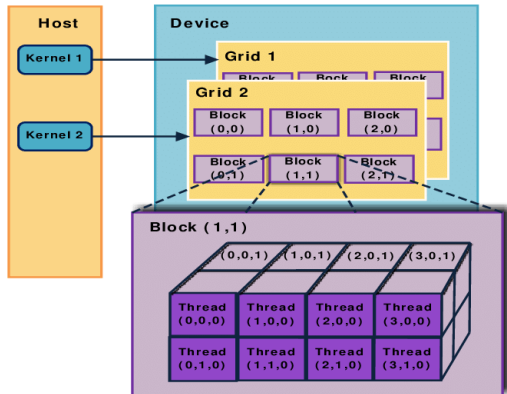 Host
Device
Kernel 1
Grid 1
Block Bock Block
Grid 2
Kernel 2
Block Block Block
(0,0) (1,0) (2,0)
Block Block Block
(0,1) (1,1) (2,1)
Block (1,1)
(0,0,1) (1,0,1) (2,0,1) (3,0,1)
Thread Thread Thread Thread
(0,0,0) (1,0,0) (2,0,0) (3,0,0)
Thread Thread Thread Thread
(0,1,0) (1,1,0) (2,1,0) (3,1,0)